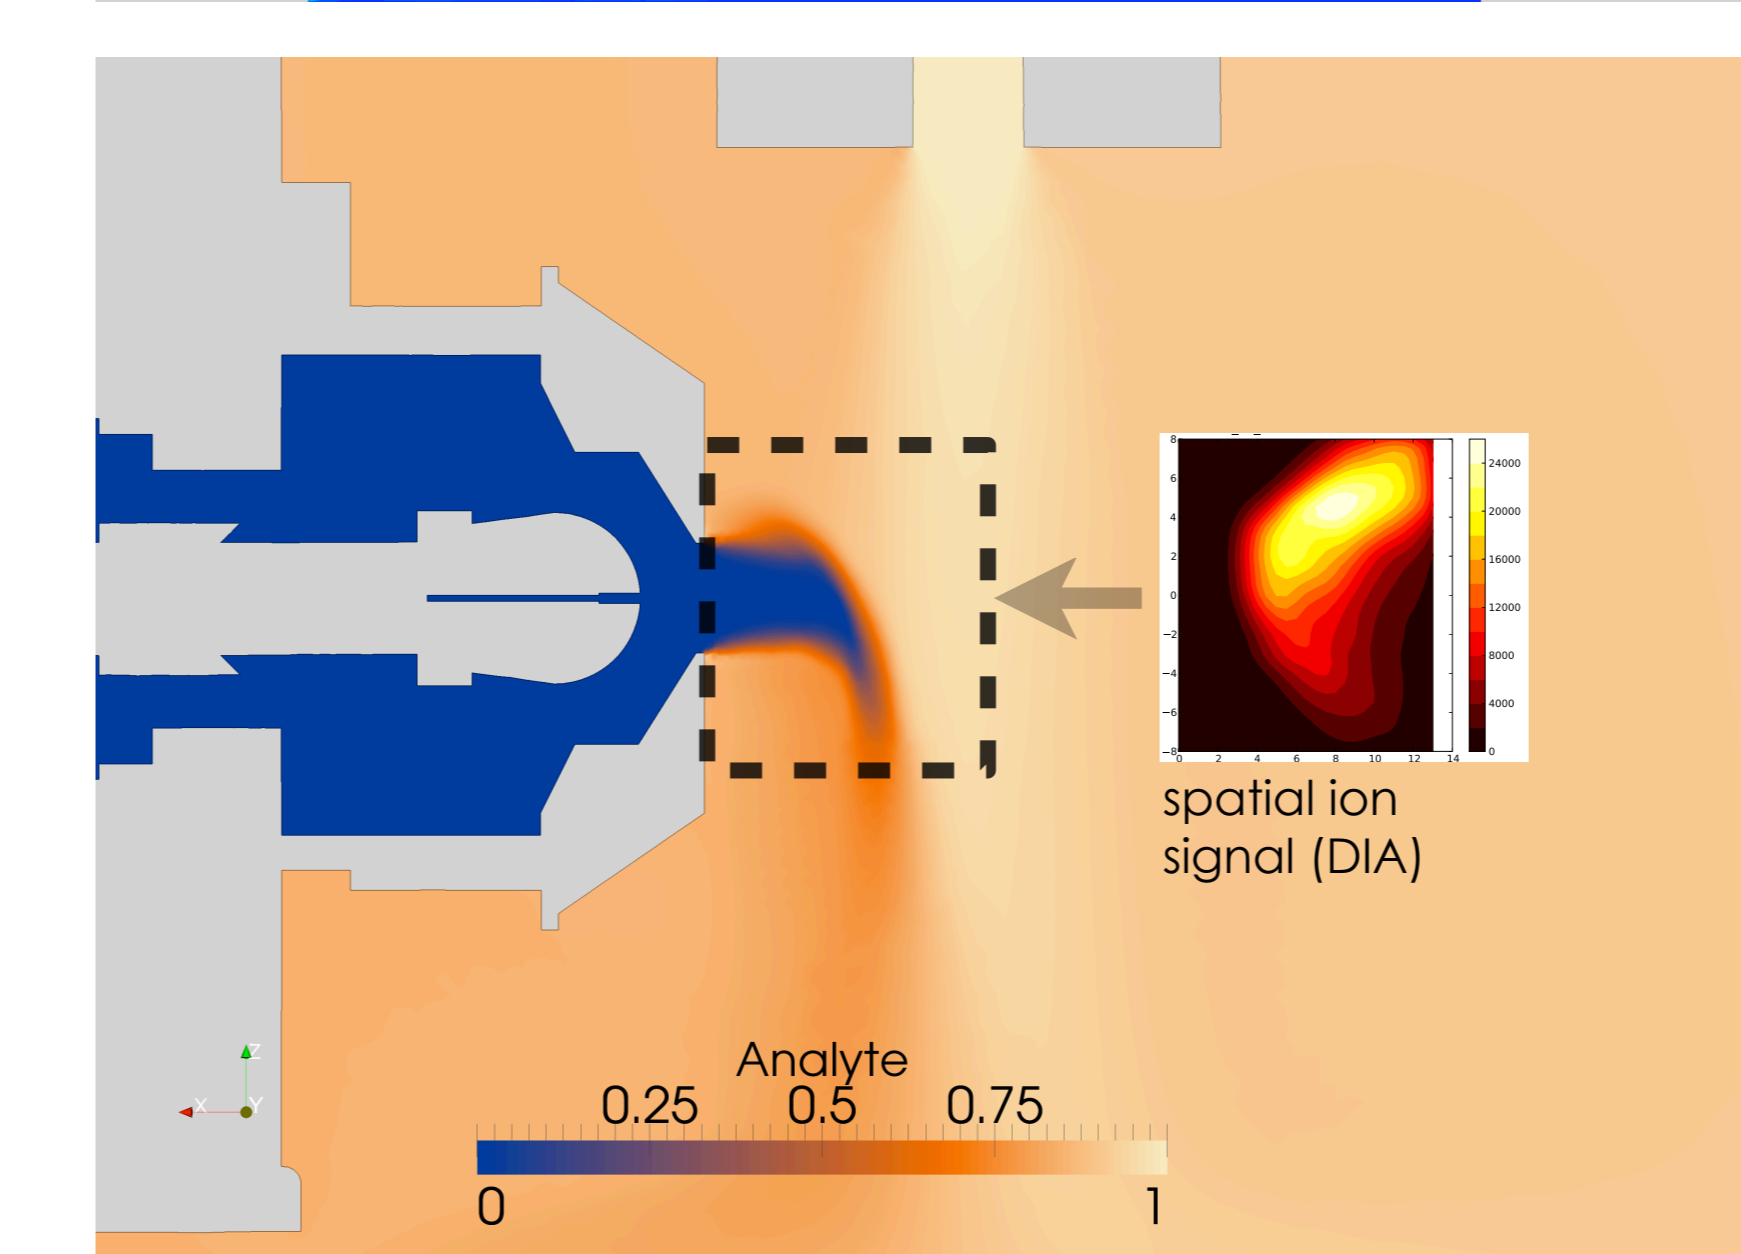 8
6
4
2
0
−2
−4
−6
−8
0 2 4 6 8 10 12 14
24000
20000
16000
12000
8000
4000
0
spatial ion
signal (DIA)
Z
X
Y
Analyte
0.25 0.5 0.75
0 1